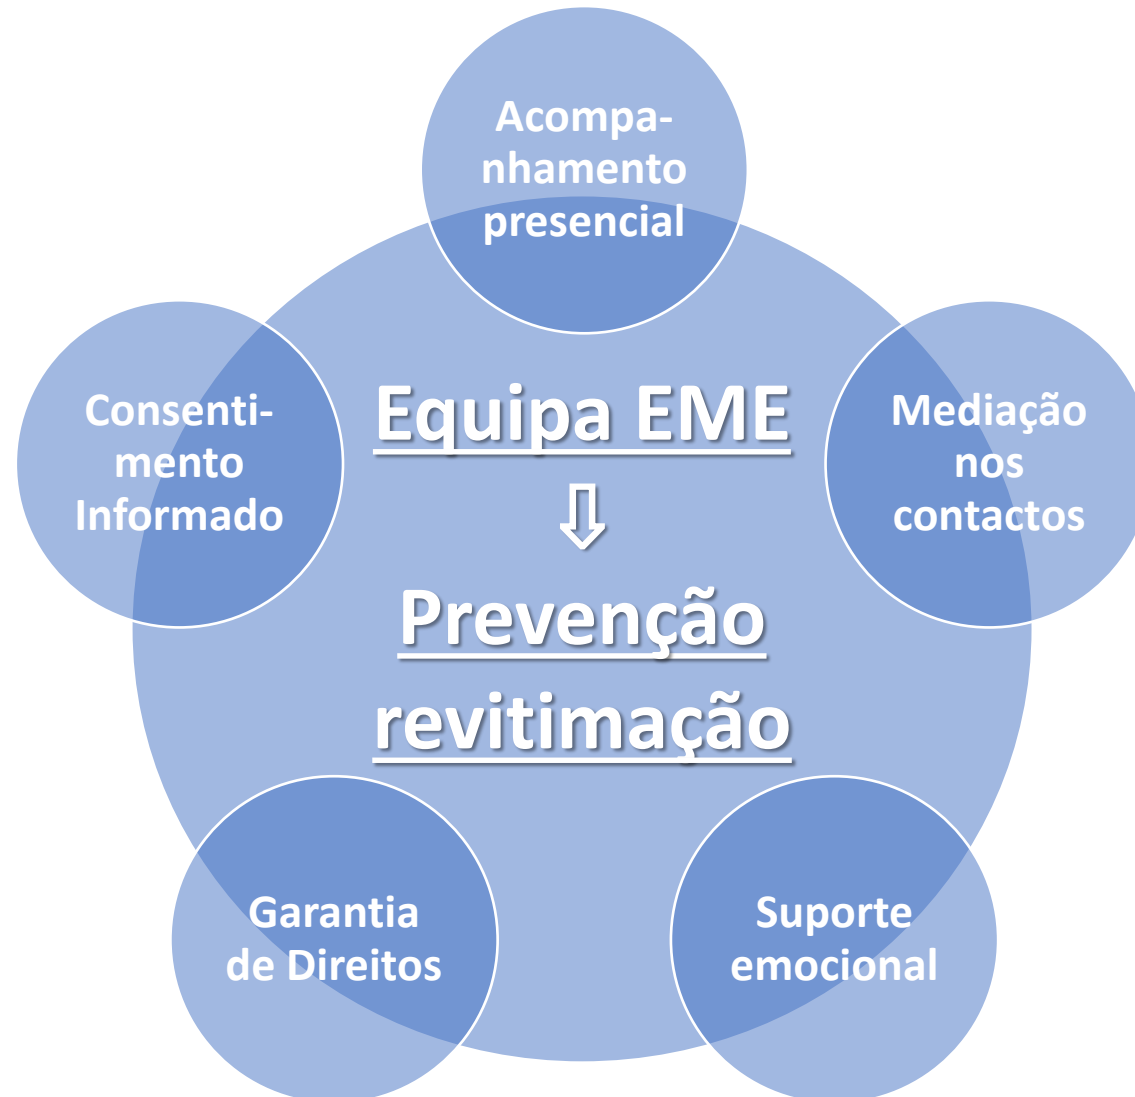 Acompa-
nhamento
presencial
Consenti-
mento
Informado
Equipa EME
⇩
Prevenção
revitimação
Mediação
nos
contactos
Garantia
de Direitos
Suporte
emocional